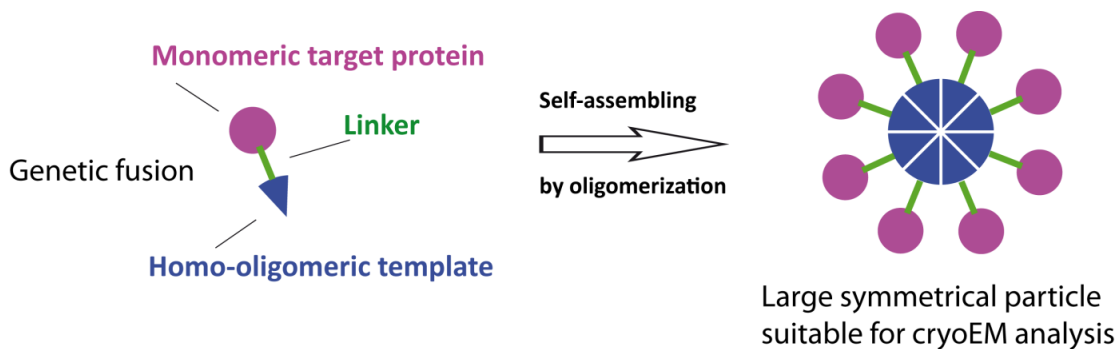 Monomeric target protein
Linker
Genetic fusion
Homo-oligomeric template
Self-assembling
by oligomerization
Large symmetrical particle
suitable for cryoEM analysis